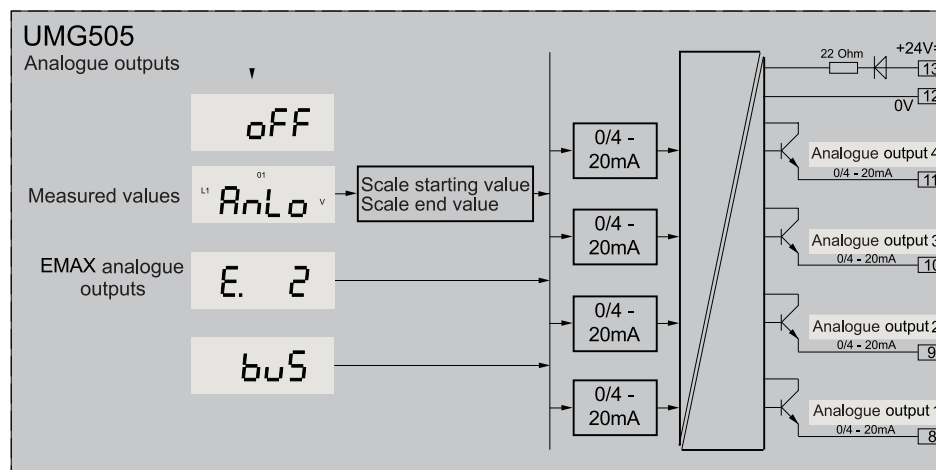 UMG505
Analogue outputs
oFF
Measured values
L1
01
AnLo
V
Scale starting value
Scale end value
EMAX analogue
outputs
E. 2
buS
0/4 -
20mA
0/4 -
20mA
0/4 -
20mA
0/4 -
20mA
22 Ohm
+24V=
13
12
0V
Analogue output 4
0/4 - 20mA
11
Analogue output 3
0/4 - 20mA
10
Analogue output 2
0/4 - 20mA
9
Analogue output 1
0/4 - 20mA
8